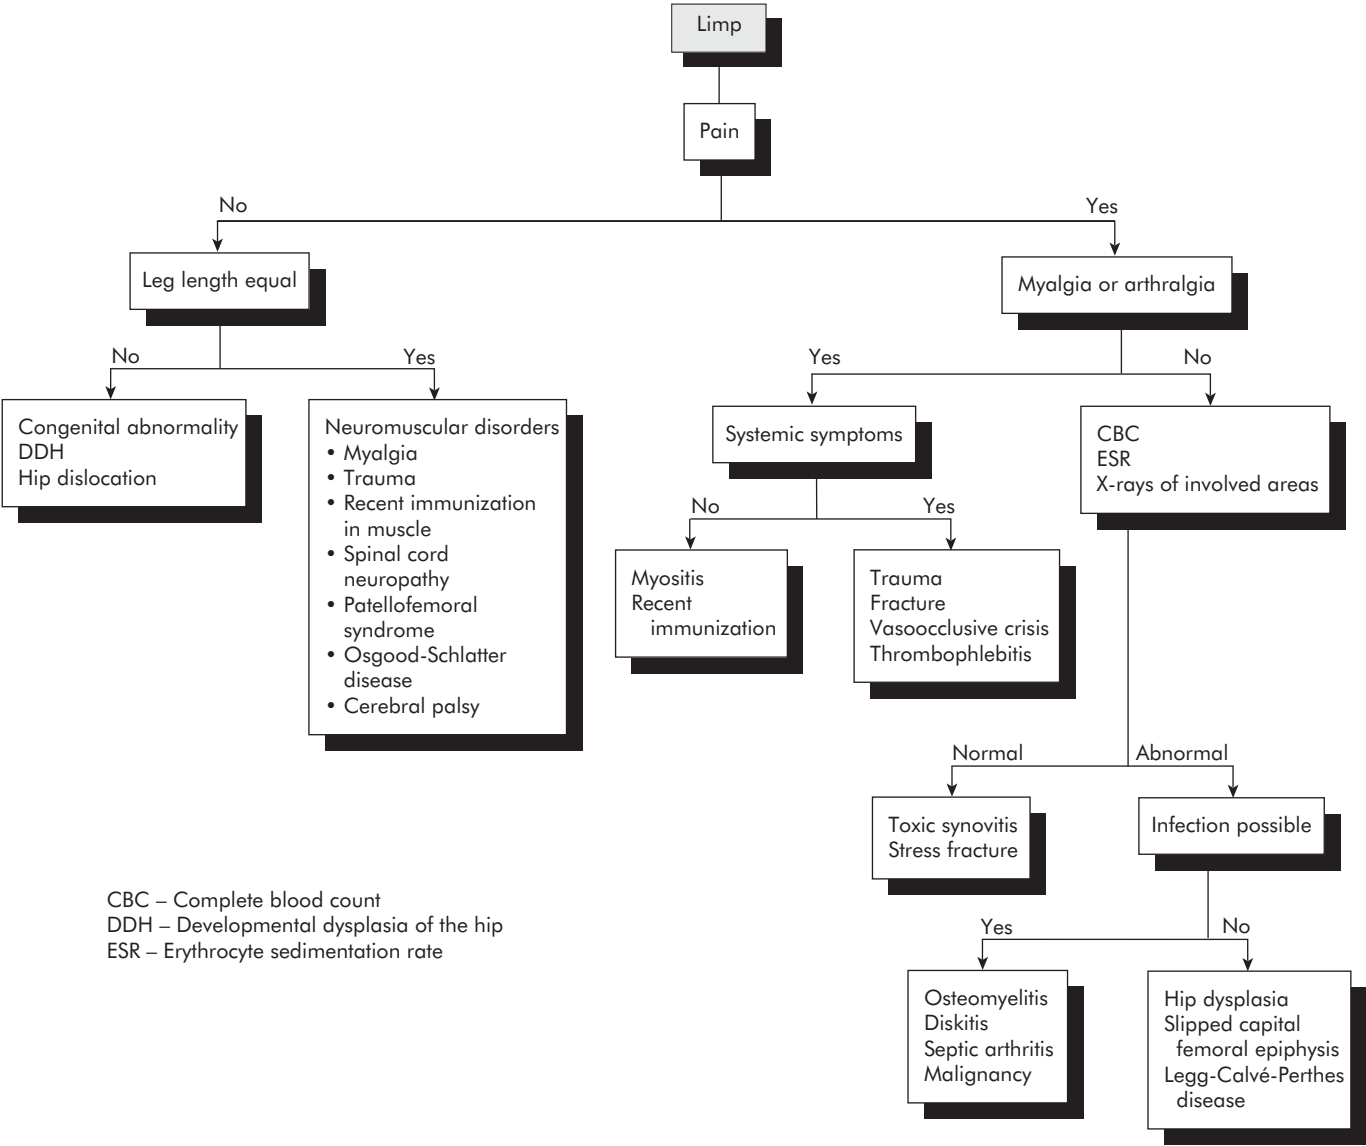 Limp
Pain
No
Yes
Leg length equal
Myalgia or arthralgia
No
Yes
Yes
No
Congenital abnormality
DDH
Hip dislocation
Neuromuscular disorders
• Myalgia
• Trauma
• Recent immunization
in muscle
• Spinal cord
neuropathy
• Patellofemoral
syndrome
• Osgood-Schlatter
disease
• Cerebral palsy
Systemic symptoms
CBC
ESR
X-rays of involved areas
No
Yes
Myositis
Recent
immunization
Trauma
Fracture
Vasoocclusive crisis
Thrombophlebitis
Normal
Abnormal
Toxic synovitis
Stress fracture
Infection possible
Yes
No
Osteomyelitis
Diskitis
Septic arthritis
Malignancy
Hip dysplasia
Slipped capital
femoral epiphysis
Legg-Calvé-Perthes
disease
CBC – Complete blood count
DDH – Developmental dysplasia of the hip
ESR – Erythrocyte sedimentation rate